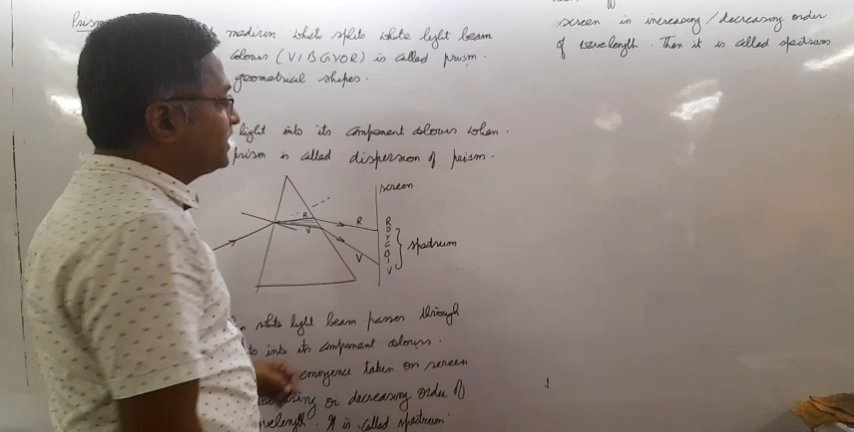 Prism
medium which splits white light beam
colours (VIBGYOR) is called prism.
geometrical shapes.
light into its component colours when
prism is called dispersion of prism.
screen
R
V
R
V
R
O
Y
G
B
I
V
spectrum
white light beam passes through
into its component colours.
emergence taken on screen
or decreasing order of
It is called spectrum
screen in increasing/decreasing order
of wavelength. Then it is called spectrum